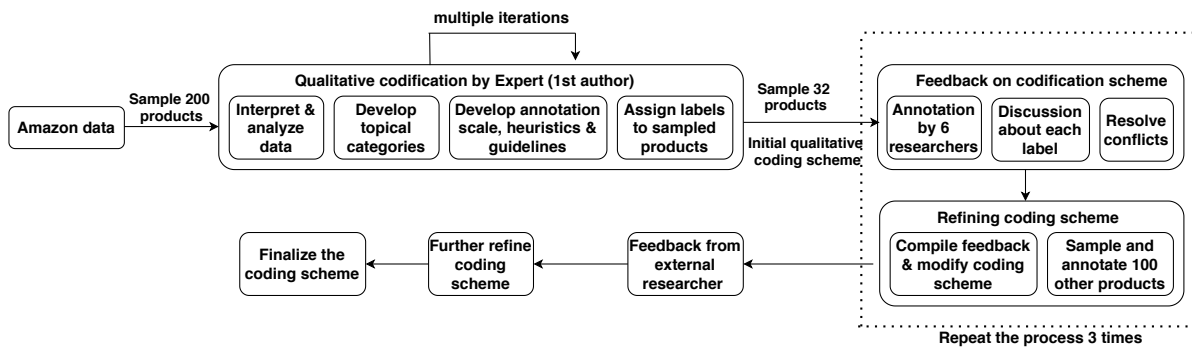 multiple iterations
Qualitative codification by Expert (1st author)
Amazon data
Sample 200
products
Interpret &
analyze
data
Develop
topical
categories
Develop annotation
scale, heuristics &
guidelines
Assign labels
to sampled
products
Sample 32
products
Initial qualitative
coding scheme
Feedback on codification scheme
Annotation
by 6
researchers
Discussion
about each
label
Resolve
conflicts
Refining coding scheme
Compile feedback
& modify coding
scheme
Sample and
annotate 100
other products
Repeat the process 3 times
Feedback from
external
researcher
Further refine
coding
scheme
Finalize the
coding scheme